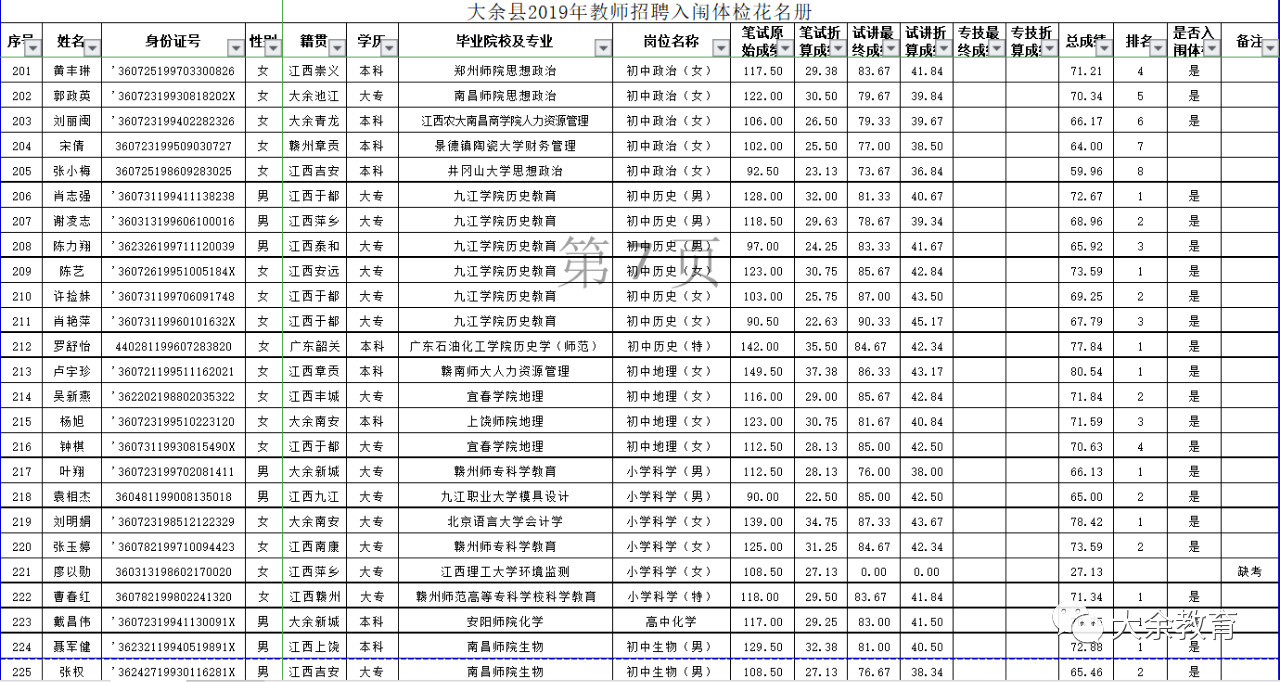 大余县2019年教师招聘入闱体检花名册
序号 姓名 身份证号 性别 籍贯 学历 毕业院校及专业 岗位名称 笔试原始成绩 笔试折算成绩 试讲最终成绩 试讲折算成绩 专技最终成绩 专技折算成绩 总成绩 排名 是否入闱体检 备注
201 黄丰琳 '360725199703300826 女 江西崇义 本科 郑州师院思想政治 初中政治（女） 117.50 29.38 83.67 41.84 71.21 4 是
202 郭政英 '36072319930818202X 女 大余池江 大专 南昌师院思想政治 初中政治（女） 122.00 30.50 79.67 39.84 70.34 5 是
203 刘丽闽 '360723199402282326 女 大余青龙 本科 江西农大南昌商学院人力资源管理 初中政治（女） 106.00 26.50 79.33 39.67 66.17 6 是
204 宋倩 360723199509030727 女 赣州章贡 本科 景德镇陶瓷大学财务管理 初中政治（女） 102.00 25.50 77.00 38.50 64.00 7
205 张小梅 360725198609283025 女 江西吉安 本科 井冈山大学思想政治 初中政治（女） 92.50 23.13 73.67 36.84 59.96 8
206 肖志强 '360731199411138238 男 江西于都 大专 九江学院历史教育 初中历史（男） 128.00 32.00 81.33 40.67 72.67 1 是
207 谢凌志 '360313199606100016 男 江西萍乡 大专 九江学院历史教育 初中历史（男） 118.50 29.63 78.67 39.34 68.96 2 是
208 陈力翔 '362326199711120039 男 江西泰和 大专 九江学院历史教育 初中历史（男） 97.00 24.25 83.33 41.67 65.92 3 是
209 陈艺 '36072619951005184X 女 江西安远 大专 九江学院历史教育 初中历史（女） 123.00 30.75 85.67 42.84 73.59 1 是
210 许捡妹 '360731199706091748 女 江西于都 大专 九江学院历史教育 初中历史（女） 103.00 25.75 87.00 43.50 69.25 2 是
211 肖艳萍 '36073119960101632X 女 江西于都 大专 九江学院历史教育 初中历史（女） 90.50 22.63 90.33 45.17 67.79 3 是
212 罗舒怡 440281199607283820 女 广东韶关 本科 广东石油化工学院历史学（师范） 初中历史（特） 142.00 35.50 84.67 42.34 77.84 1 是
213 卢宇珍 '360721199511162021 女 江西章贡 本科 赣南师大人力资源管理 初中地理（女） 149.50 37.38 86.33 43.17 80.54 1 是
214 吴新燕 '362202198802035322 女 江西丰城 大专 宜春学院地理 初中地理（女） 116.00 29.00 85.67 42.84 71.84 2 是
215 杨旭 '360723199510223120 女 大余南安 本科 上饶师院地理 初中地理（女） 123.00 30.75 81.67 40.84 71.59 3 是
216 钟棋 '36073119930815490X 女 江西于都 大专 宜春学院地理 初中地理（女） 112.50 28.13 85.00 42.50 70.63 4 是
217 叶翔 '360723199702081411 男 大余新城 大专 赣州师专科学教育 小学科学（男） 112.50 28.13 76.00 38.00 66.13 1 是
218 袁相杰 360481199008135018 男 江西九江 大专 九江职业大学模具设计 小学科学（男） 90.00 22.50 85.00 42.50 65.00 2 是
219 刘明娟 '360723198512122329 女 大余南安 大专 北京语言大学会计学 小学科学（女） 139.00 34.75 87.33 43.67 78.42 1 是
220 张玉婷 '360782199710094423 女 江西南康 大专 赣州师专科学教育 小学科学（女） 125.00 31.25 84.67 42.34 73.59 2 是
221 廖以勋 360313198602170020 女 江西萍乡 大专 江西理工大学环境监测 小学科学（女） 108.50 27.13 0.00 0.00 27.13 缺考
222 曹春红 360782199802241320 女 江西赣州 大专 赣州师范高等专科学校科学教育 小学科学（特） 118.00 29.50 83.67 41.84 71.34 1 是
223 戴昌伟 '36072319941130091X 男 大余新城 本科 安阳师院化学 高中化学 117.00 29.25 83.00 41.50 是
224 聂军健 '36232119940519891X 男 江西上饶 本科 南昌师院生物 初中生物（男） 129.50 32.38 81.00 40.50 72.88 1 是
225 张权 '36242719930116281X 男 江西吉安 大专 南昌师院生物 初中生物（男） 108.50 27.13 76.67 38.34 65.46 2 是
第 7 页
大余教育